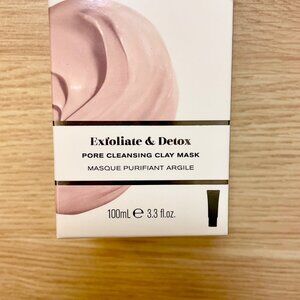 Exfoliate & Detox
PORE CLEANSING CLAY MASK
MASQUE PURIFIANT ARGILE
100mL ℮ 3.3 fl.oz.